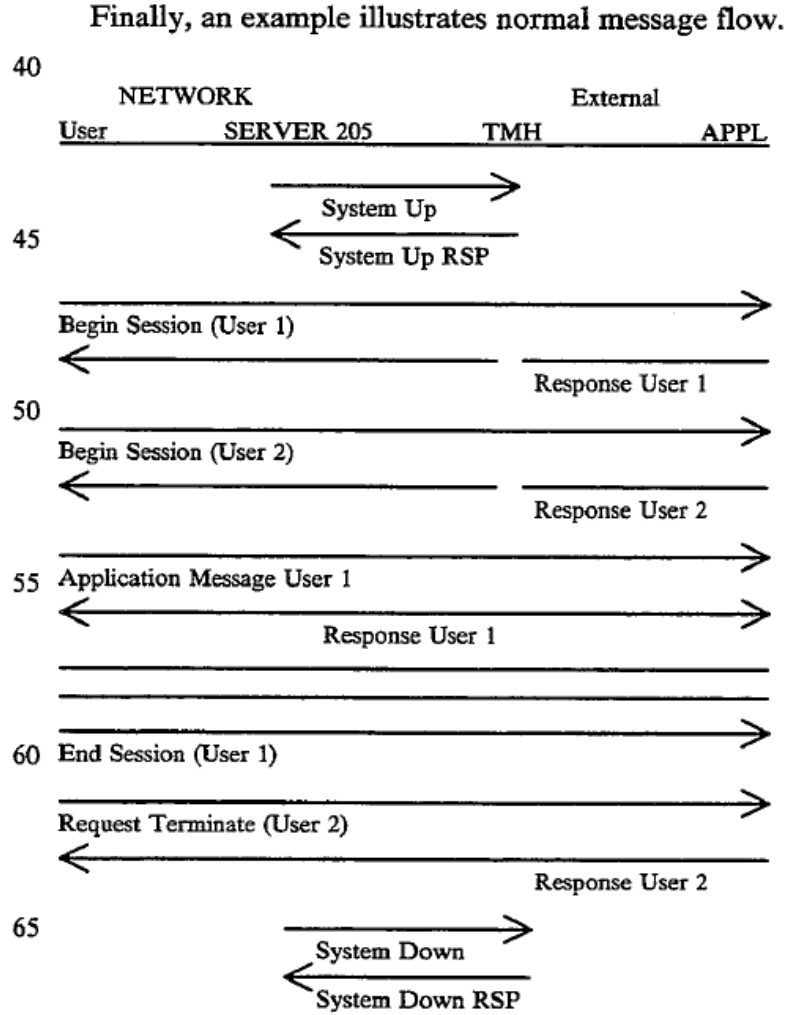 Finally, an example illustrates normal message flow.
40
NETWORK External
User SERVER 205 TMH APPL
System Up
45
System Up RSP
Begin Session (User 1)
Response User 1
50
Begin Session (User 2)
Response User 2
55 Application Message User 1
Response User 1
60 End Session (User 1)
Request Terminate (User 2)
Response User 2
65
System Down
System Down RSP